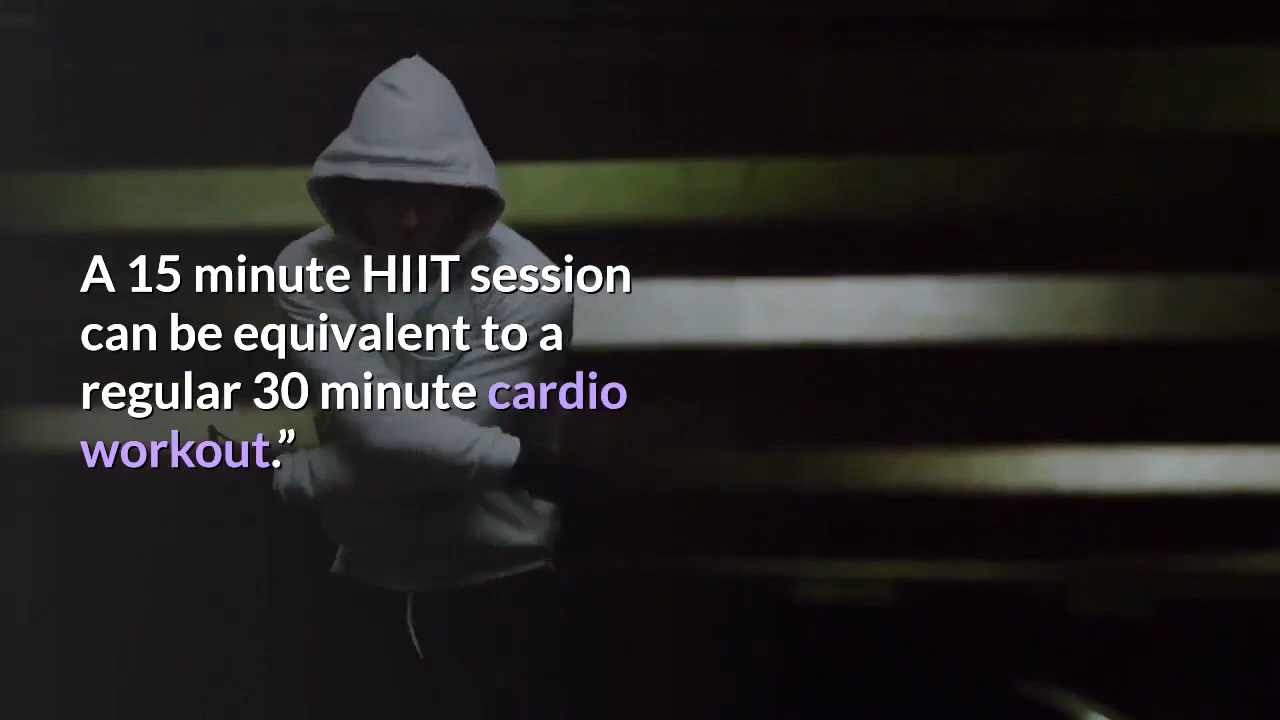 A 15 minute HIIT session
can be equivalent to a
regular 30 minute cardio
workout.”